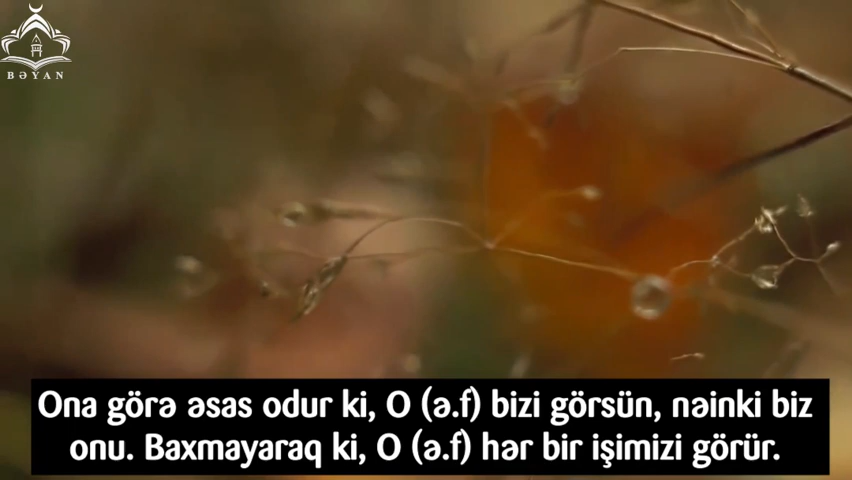 BƏYAN
Ona görə əsas odur ki, O (ə.f) bizi görsün, nəinki biz
onu. Baxmayaraq ki, O (ə.f) hər bir işimizi görür.